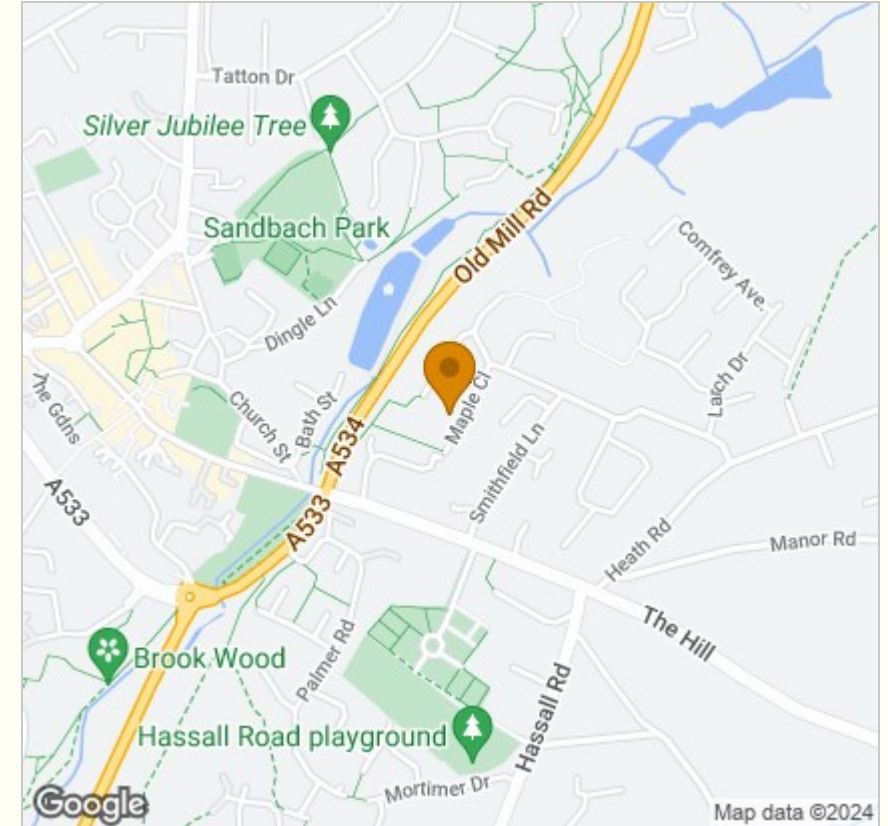 Tatton Dr
Silver Jubilee Tree
Sandbach Park
Old Mill Rd
Comfrey Ave.
Dingle Ln
Larch Dr
The Gdns
Church St
Bath St
Maple Cl
A534
Smithfield Ln
A533
A533
Heath Rd
Manor Rd
The Hill
Palmer Rd
Brook Wood
Hassall Rd
Hassall Road playground
Mortimer Dr
Google
Map data ©2024